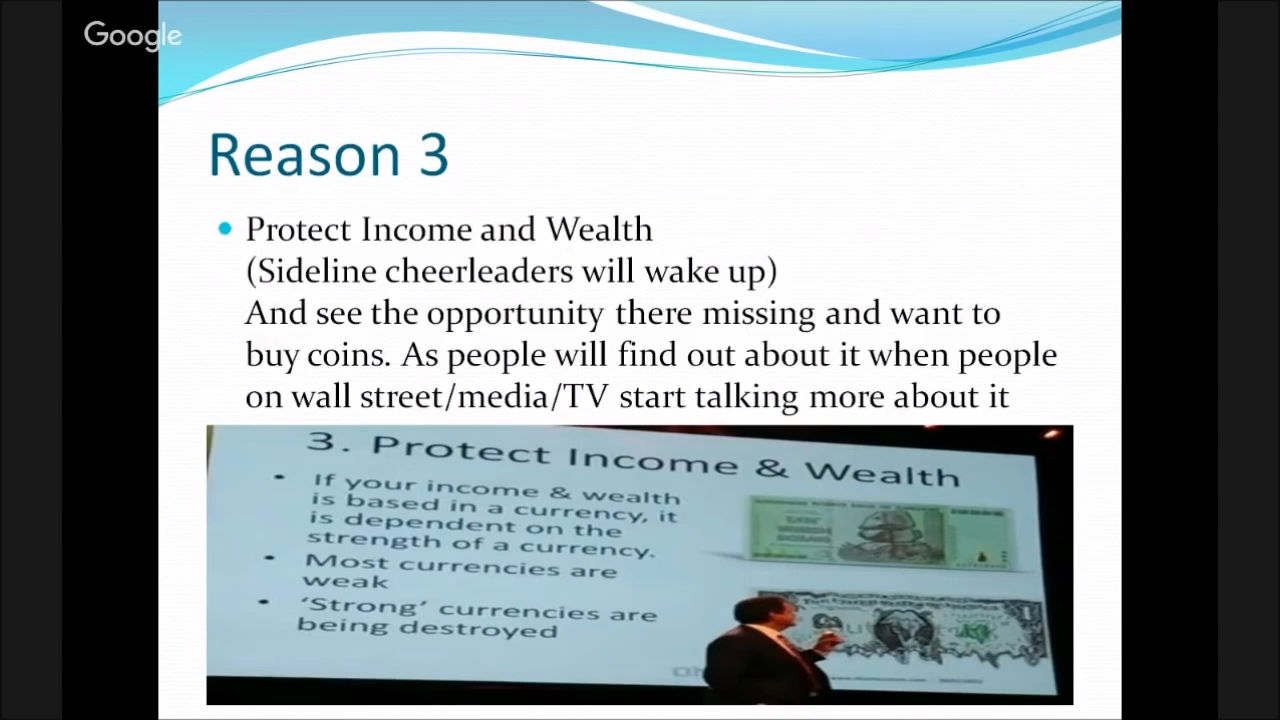 Google
Reason 3
Protect Income and Wealth
(Sideline cheerleaders will wake up)
And see the opportunity there missing and want to
buy coins. As people will find out about it when people
on wall street/media/TV start talking more about it
3. Protect Income & Wealth
If your income & wealth
is based in a currency, it
is dependent on the
strength of a currency.
Most currencies are
weak
‘Strong’ currencies are
being destroyed